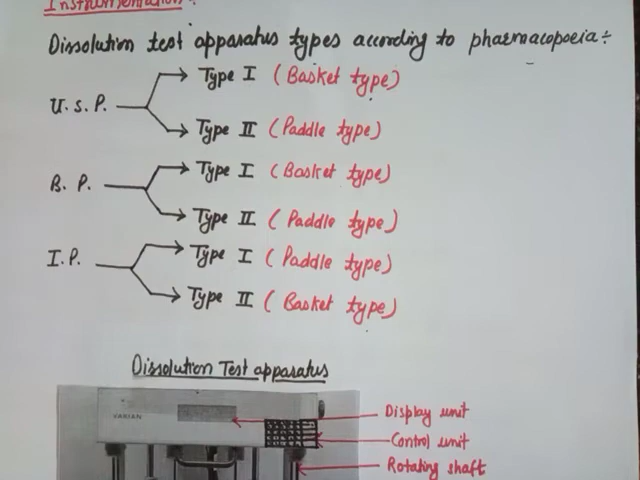 Instrumentation:
Dissolution test apparatus types according to pharmacopoeia ÷
U.S.P.
Type I (Basket type)
Type II (Paddle type)
B. P.
Type I (Basket type)
Type II (Paddle type)
I.P.
Type I (Paddle type)
Type II (Basket type)
Dissolution Test apparatus
VARIAN
Display unit
Control unit
Rotating shaft